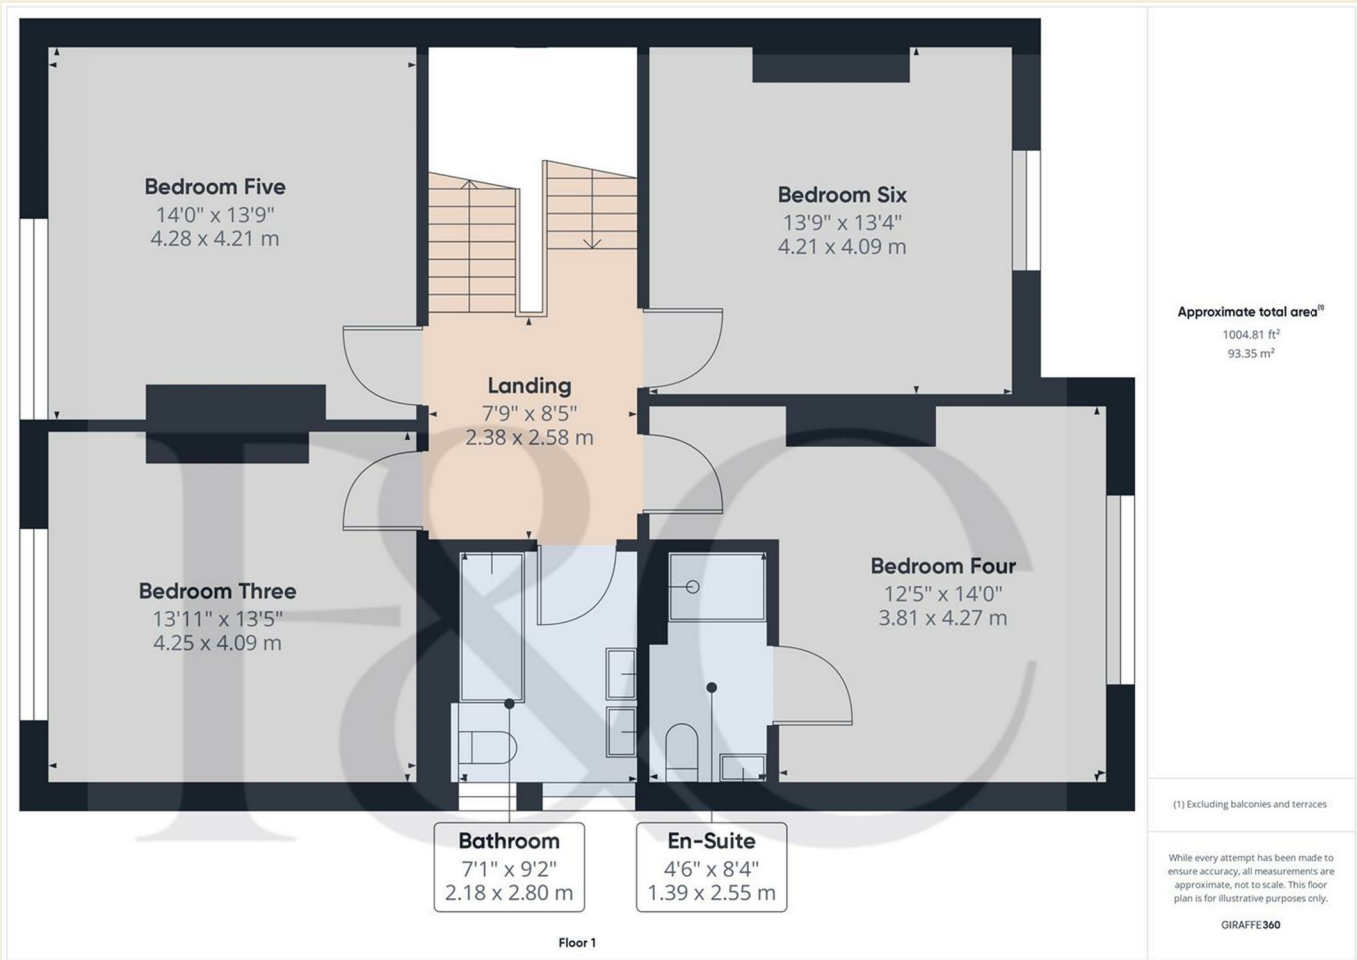 Bedroom Five
14'0" x 13'9"
4.28 x 4.21 m
Bedroom Six
13'9" x 13'4"
4.21 x 4.09 m
Landing
7'9" x 8'5"
2.38 x 2.58 m
Bedroom Three
13'11" x 13'5"
4.25 x 4.09 m
Bedroom Four
12'5" x 14'0"
3.81 x 4.27 m
Bathroom
7'1" x 9'2"
2.18 x 2.80 m
En-Suite
4'6" x 8'4"
1.39 x 2.55 m
Floor 1
Approximate total area(1)
1004.81 ft²
93.35 m²
(1) Excluding balconies and terraces
While every attempt has been made to
ensure accuracy, all measurements are
approximate, not to scale. This floor
plan is for illustrative purposes only.
GIRAFFE360
F&C